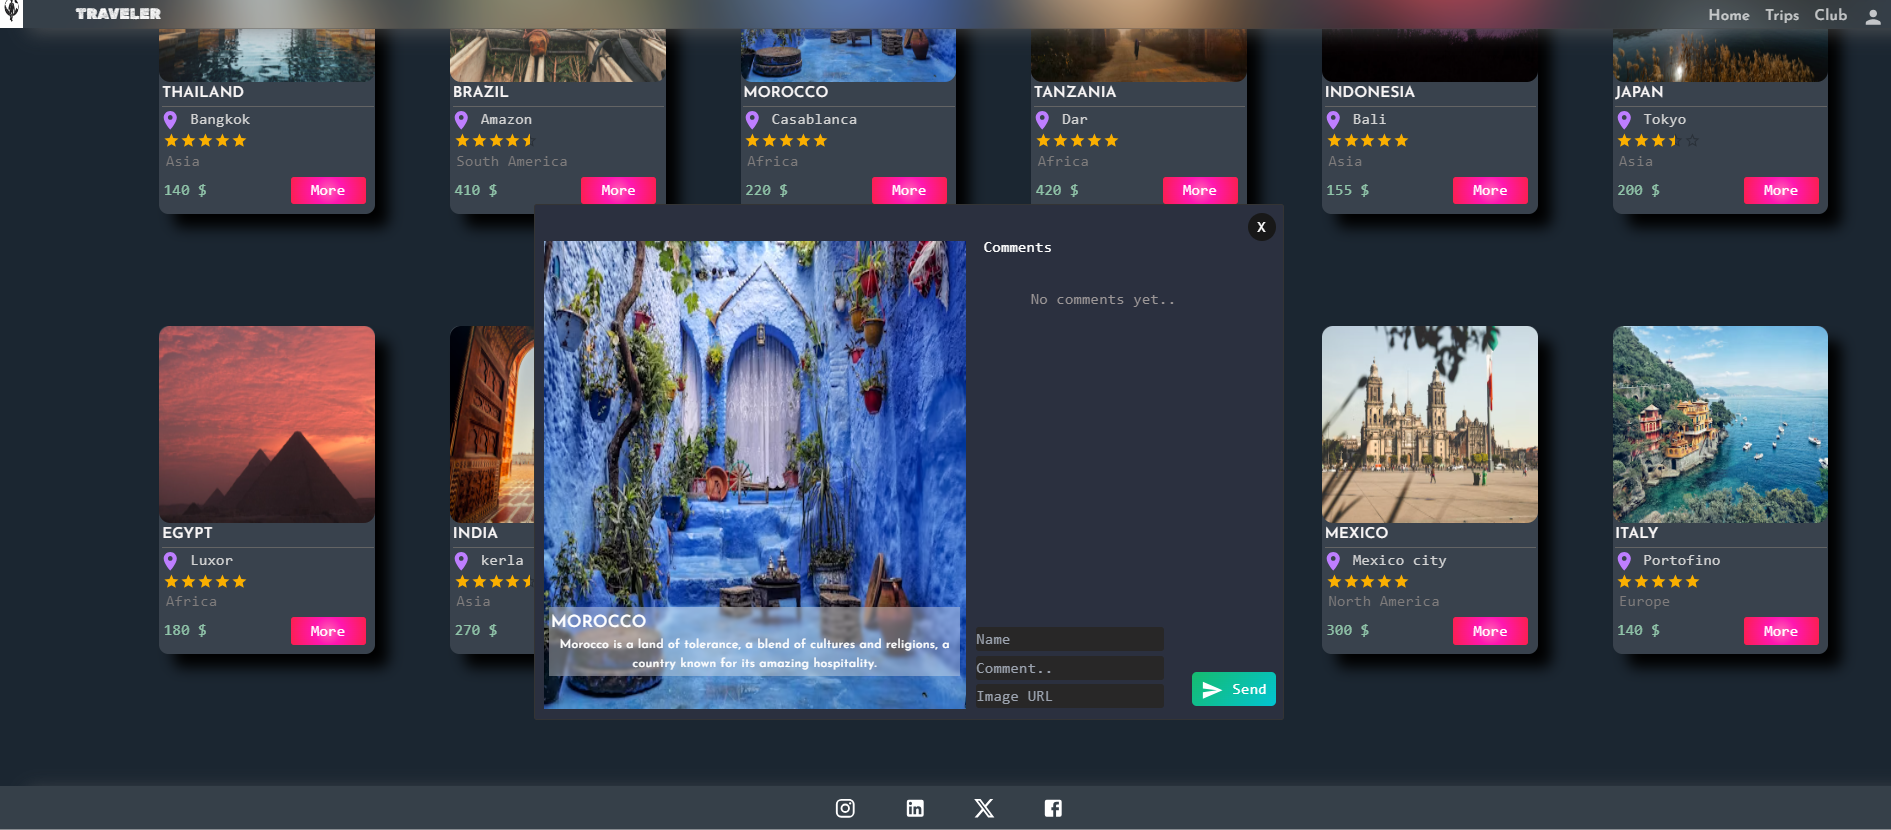 TRAVELER
Home Trips Club
THAILAND
Bangkok
Asia
140 $
More
BRAZIL
Amazon
South America
410 $
More
MOROCCO
Casablanca
Africa
220 $
More
TANZANIA
Dar
Africa
420 $
More
INDONESIA
Bali
Asia
155 $
More
JAPAN
Tokyo
Asia
200 $
More
X
Comments
No comments yet..
MOROCCO
Morocco is a land of tolerance, a blend of cultures and religions, a
country known for its amazing hospitality.
Name
Comment..
Image URL
Send
EGYPT
Luxor
Africa
180 $
More
INDIA
kerla
Asia
270 $
MEXICO
Mexico city
North America
300 $
More
ITALY
Portofino
Europe
140 $
More